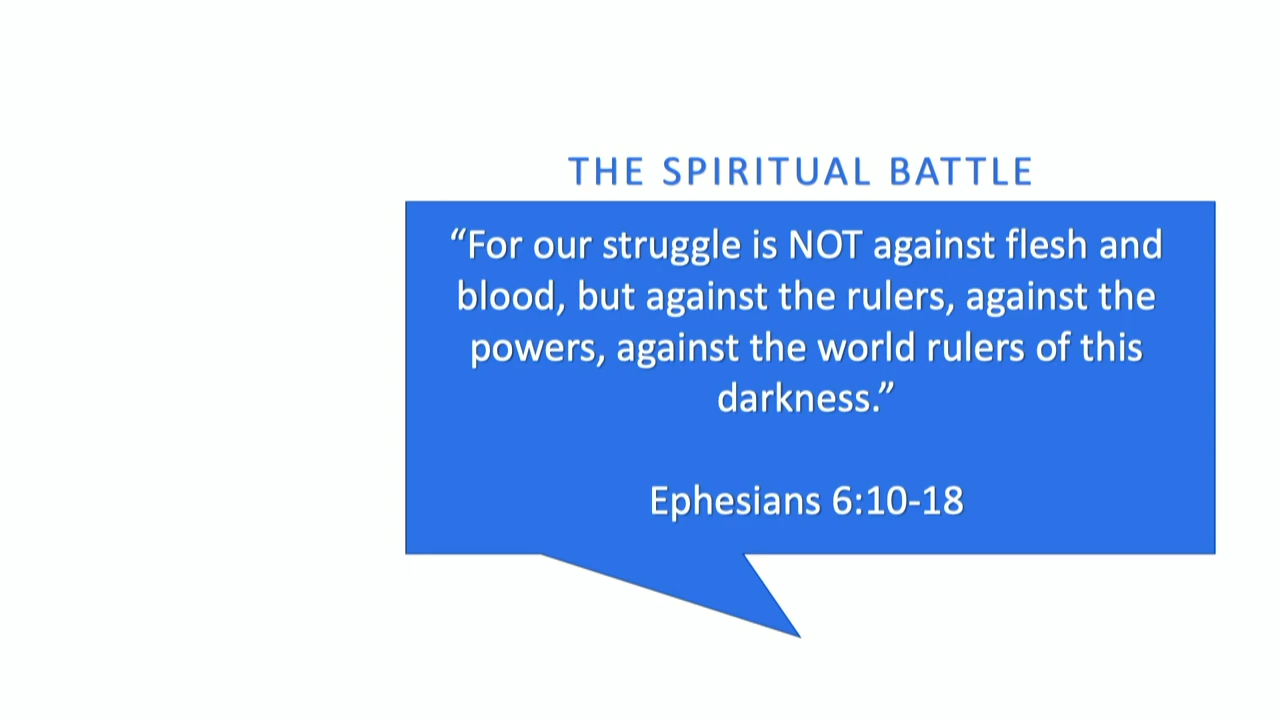 THE SPIRITUAL BATTLE
“For our struggle is NOT against flesh and
blood, but against the rulers, against the
powers, against the world rulers of this
darkness.”
Ephesians 6:10-18